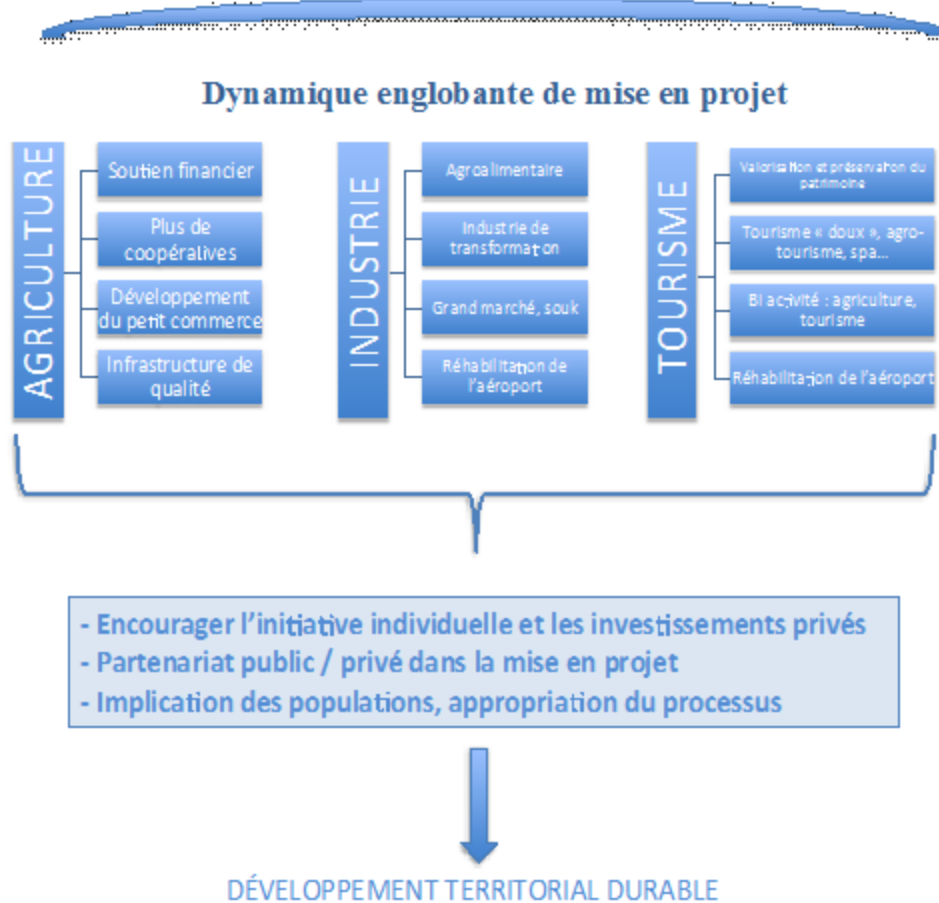 Dynamique englobante de mise en projet
AGRICULTURE
Soutien financier
Plus de
coopératives
Développement
du petit commerce
Infrastructure de
qualité
INDUSTRIE
Agroalimentaire
Industrie de
transformation
Grand marché, souk
Réhabilitation de
l'aéroport
TOURISME
Valorisation et préservation du
patrimoine
Tourisme « doux », agro-
tourisme, spa...
Bi activité : agriculture,
tourisme
Réhabilitation de l'aéroport
- Encourager l'initiative individuelle et les investissements privés
- Partenariat public / privé dans la mise en projet
- Implication des populations, appropriation du processus
DÉVELOPPEMENT TERRITORIAL DURABLE